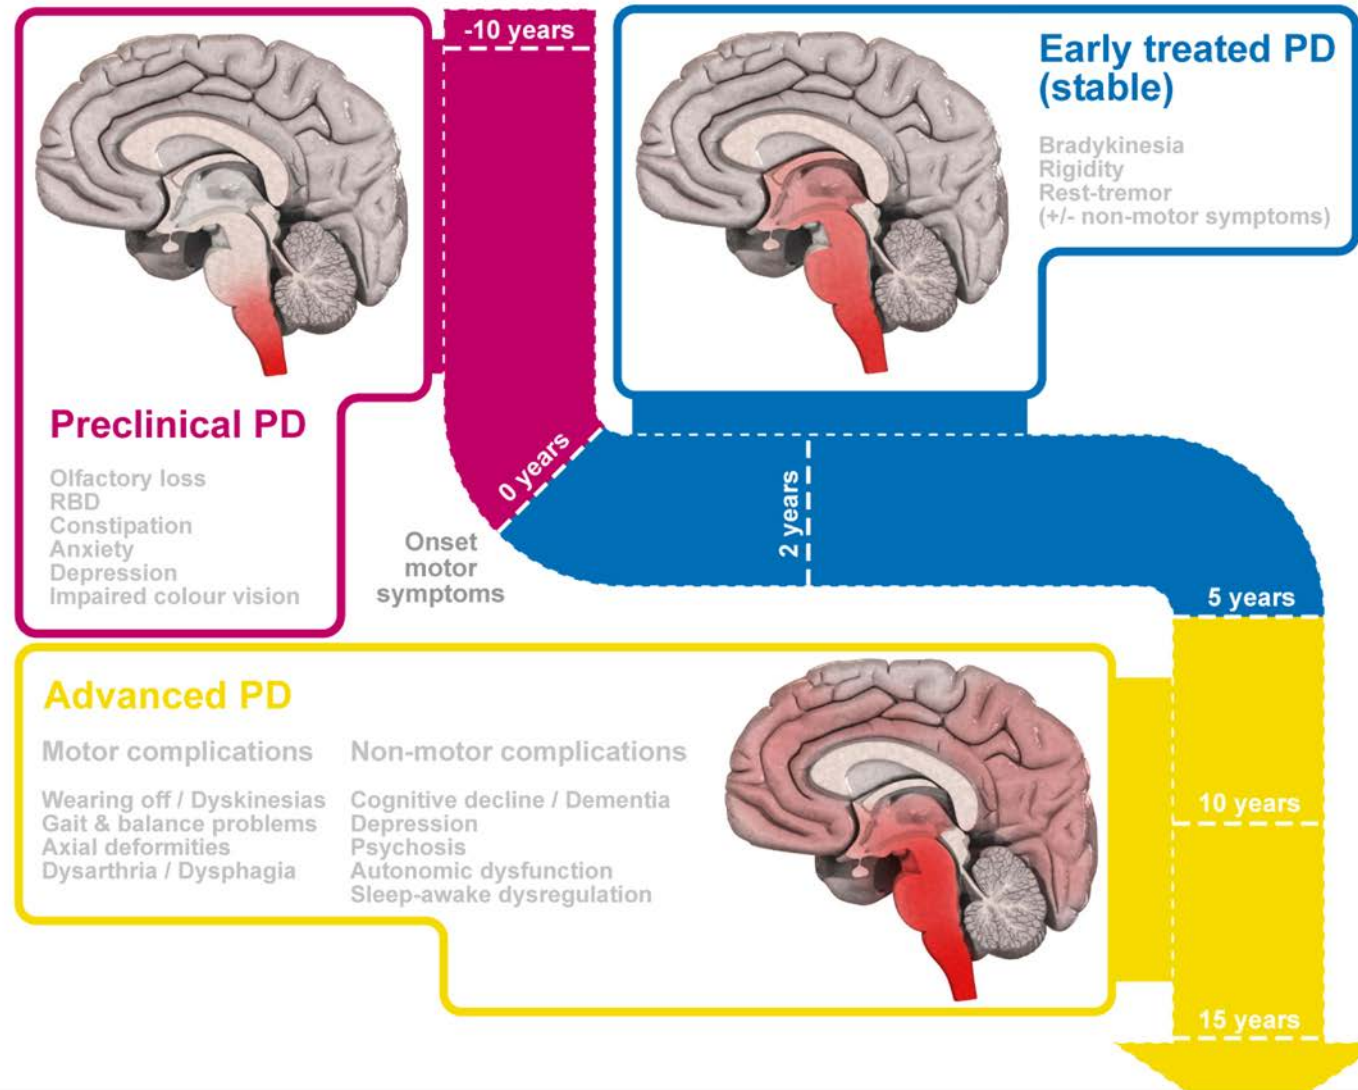 -10 years
Preclinical PD
Olfactory loss
RBD
Constipation
Anxiety
Depression
Impaired colour vision
0 years
Onset
motor
symptoms
Early treated PD
(stable)
Bradykinesia
Rigidity
Rest-tremor
(+/- non-motor symptoms)
2 years
5 years
Advanced PD
Motor complications
Wearing off / Dyskinesias
Gait & balance problems
Axial deformities
Dysarthria / Dysphagia
Non-motor complications
Cognitive decline / Dementia
Depression
Psychosis
Autonomic dysfunction
Sleep-awake dysregulation
10 years
15 years